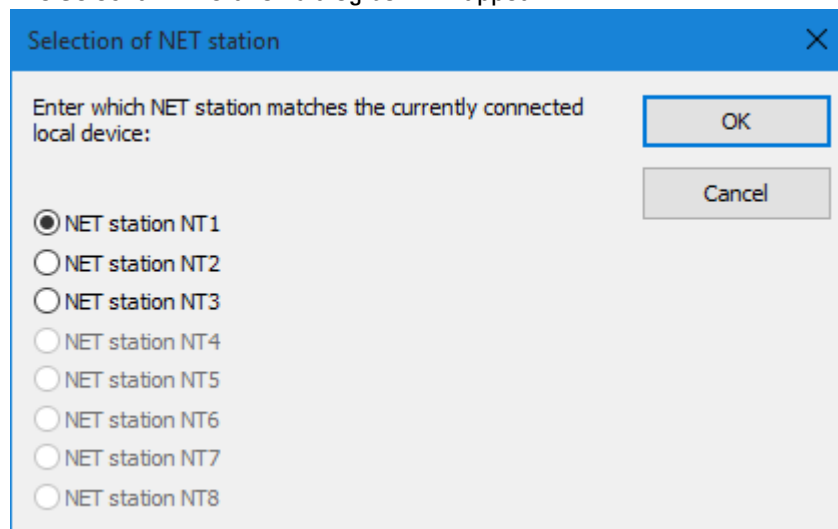 Selection of NET station
Enter which NET station matches the currently connected
local device:
OK
Cancel
NET station NT1
NET station NT2
NET station NT3
NET station NT4
NET station NT5
NET station NT6
NET station NT7
NET station NT8